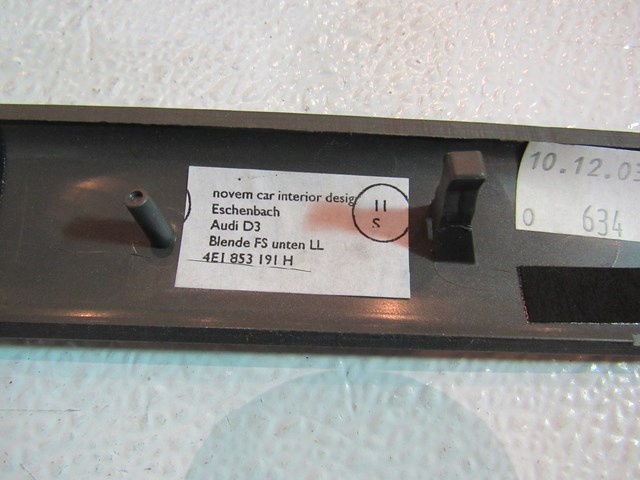 novem car interior desig
Eschenbach
Audi D3
Blende FS unten LL
4E1 853 191 H
11
S
10.12.03
0 634